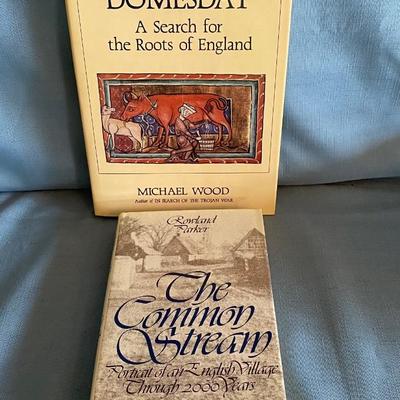 DOMESDAY
A Search for
the Roots of England
MICHAEL WOOD
Author of IN SEARCH OF THE TROJAN WAR
Rowland
Parker
The
Common
Stream
Portrait of an English Village
Through 2000 Years